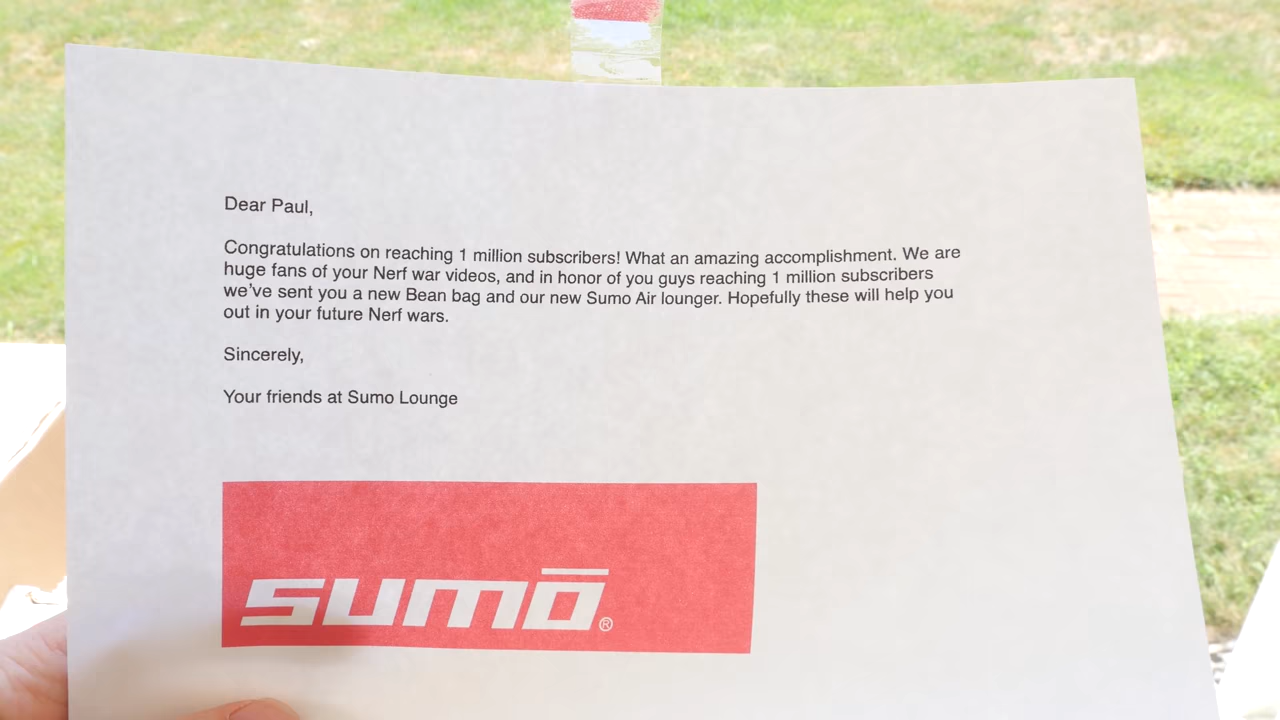 Dear Paul,
Congratulations on reaching 1 million subscribers! What an amazing accomplishment. We are
huge fans of your Nerf war videos, and in honor of you guys reaching 1 million subscribers
we've sent you a new Bean bag and our new Sumo Air lounger. Hopefully these will help you
out in your future Nerf wars.
Sincerely,
Your friends at Sumo Lounge
sumō®